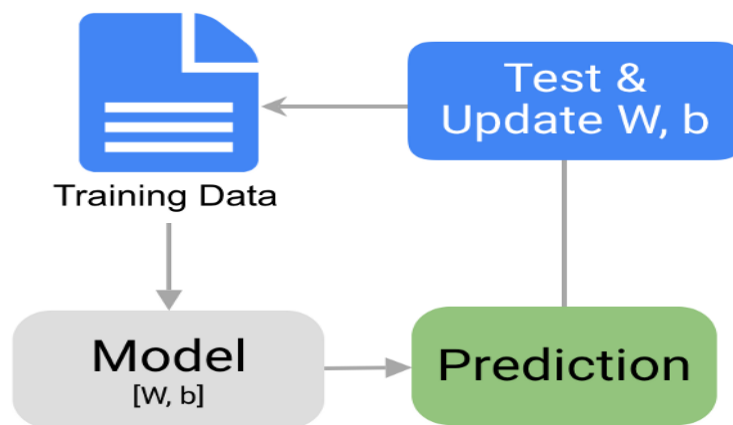 Test &
Update W, b
Training Data
Model
[W, b]
Prediction